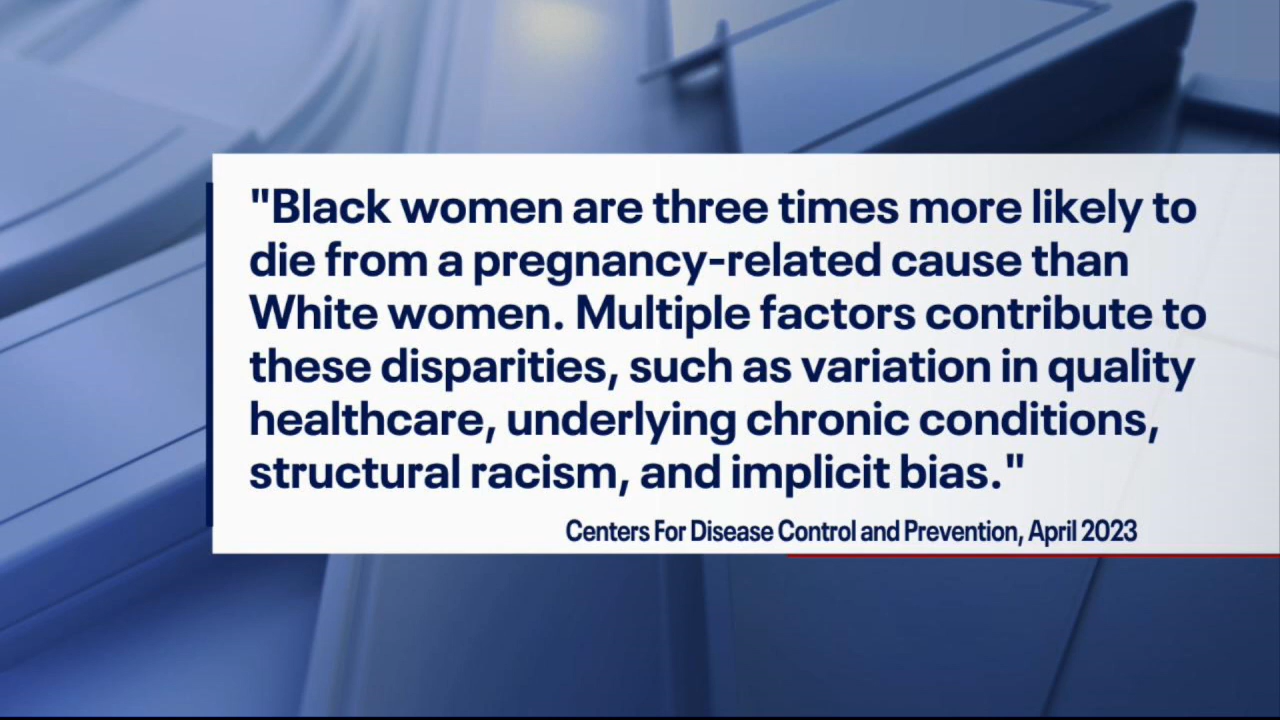 "Black women are three times more likely to
die from a pregnancy-related cause than
White women. Multiple factors contribute to
these disparities, such as variation in quality
healthcare, underlying chronic conditions,
structural racism, and implicit bias."
Centers For Disease Control and Prevention, April 2023